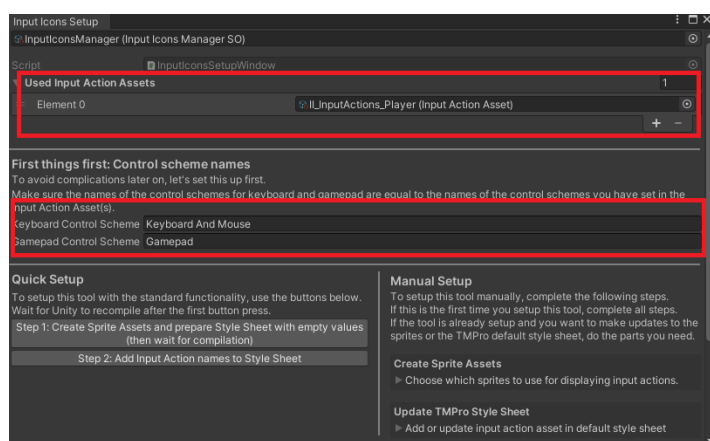 Input Icons Setup
InputIconsManager (Input Icons Manager SO)
Script InputIconsSetupWindow
Used Input Action Assets 1
Element 0 II_InputActions_Player (Input Action Asset)
First things first: Control scheme names
To avoid complications later on, let's set this up first.
Make sure the names of the control schemes for keyboard and gamepad are equal to the names of the control schemes you have set in the
Input Action Asset(s).
Keyboard Control Scheme Keyboard And Mouse
Gamepad Control Scheme Gamepad
Quick Setup
To setup this tool with the standard functionality, use the buttons below.
Wait for Unity to recompile after the first button press.
Step 1: Create Sprite Assets and prepare Style Sheet with empty values
(then wait for compilation)
Step 2: Add Input Action names to Style Sheet
Manual Setup
To setup this tool manually, complete the following steps.
If this is the first time you setup this tool, complete all steps.
If the tool is already setup and you want to make updates to the
sprites or the TMPro default style sheet, do the parts you need.
Create Sprite Assets
Choose which sprites to use for displaying input actions.
Update TMPro Style Sheet
Add or update input action asset in default style sheet